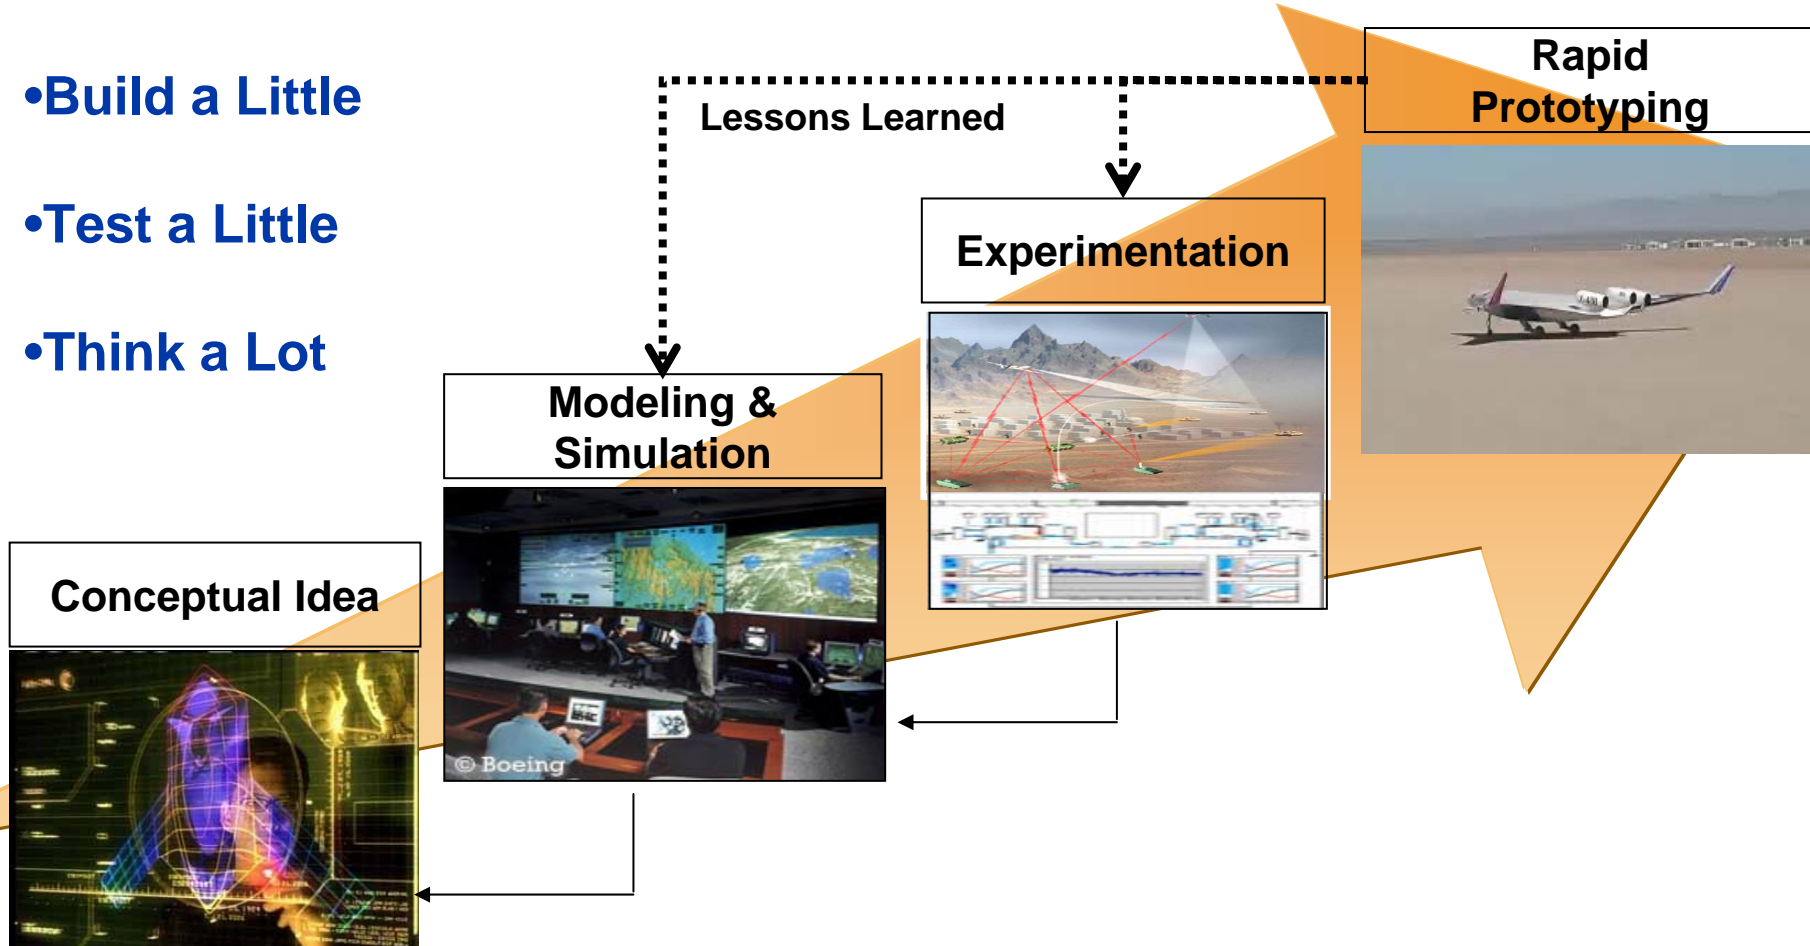 •Build a Little
•Test a Little
•Think a Lot
Lessons Learned
Rapid
Prototyping
Experimentation
Modeling &
Simulation
© Boeing
Conceptual Idea